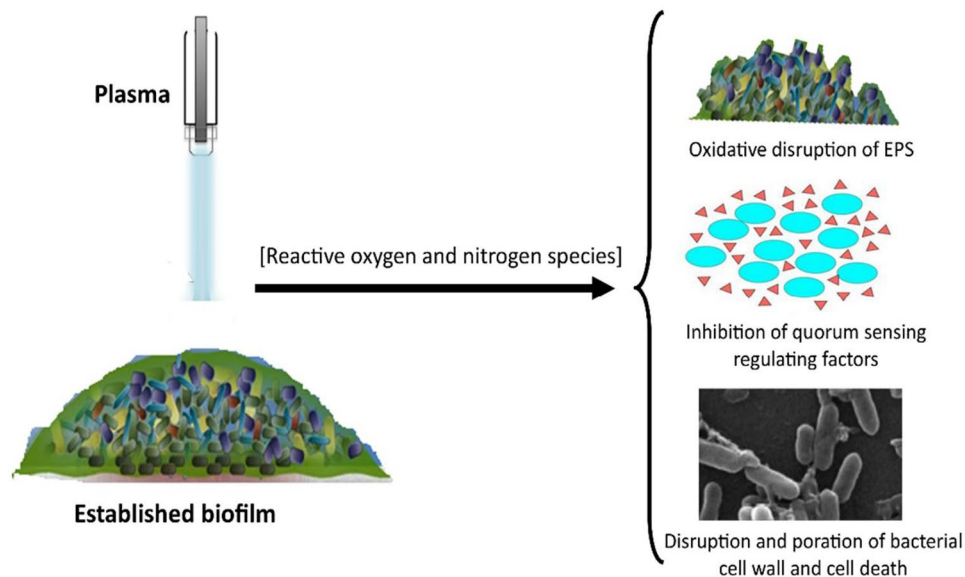 Plasma
[Reactive oxygen and nitrogen species]
Established biofilm
Oxidative disruption of EPS
Inhibition of quorum sensing
regulating factors
Disruption and poration of bacterial
cell wall and cell death